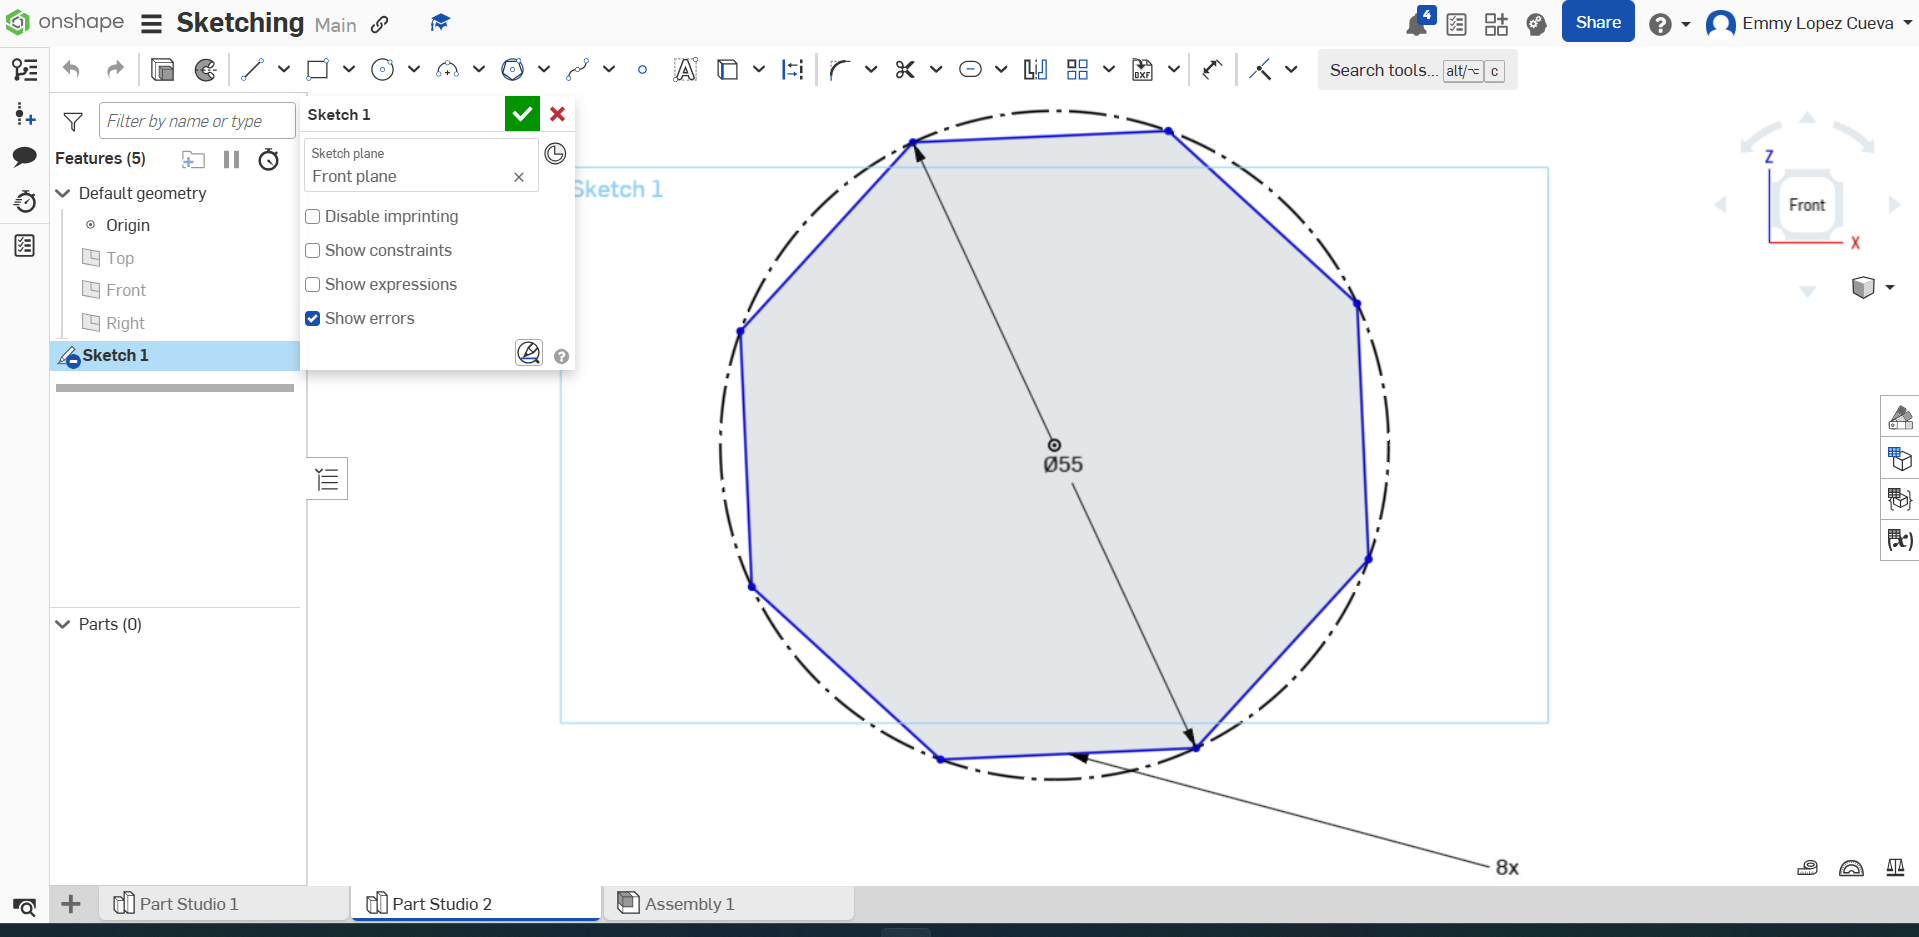 onshape Sketching Main 4 Share Emmy Lopez Cueva
DXF Search tools... alt/⌥ c
Filter by name or type
Features (5)
Default geometry
Origin
Top
Front
Right
Sketch 1
Parts (0)
Sketch 1
Sketch plane
Front plane
Disable imprinting
Show constraints
Show expressions
Show errors
Sketch 1
Ø55
8x
Z
Front
X
(x)
Part Studio 1 Part Studio 2 Assembly 1